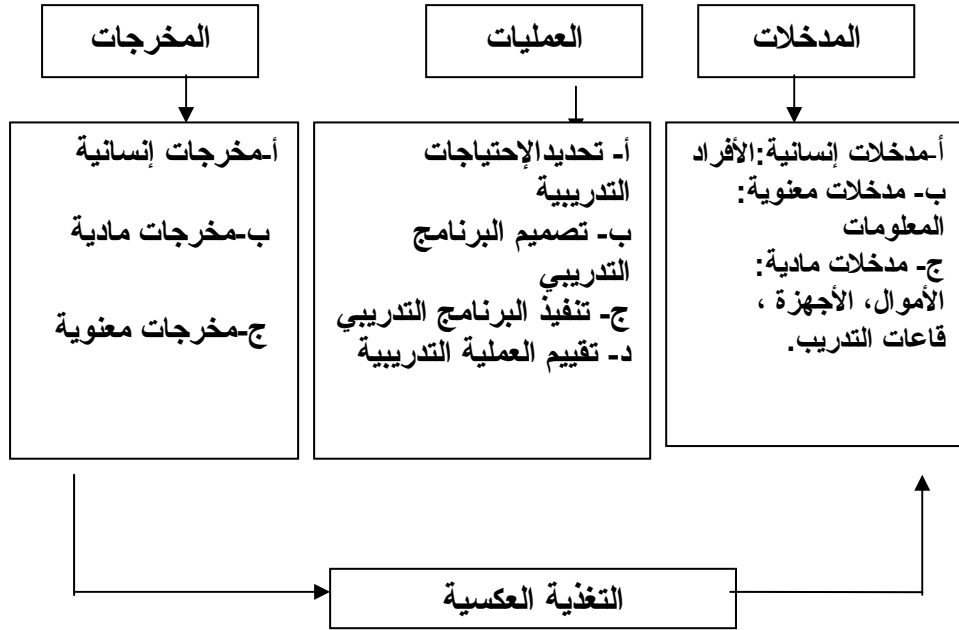 المدخلات
العمليات
المخرجات
أ-مدخلات إنسانية:الأفراد
ب- مدخلات معنوية:
المعلومات
ج- مدخلات مادية:
الأموال، الأجهزة ،
قاعات التدريب.
أ- تحديدالإحتياجات
التدريبية
ب- تصميم البرنامج
التدريبي
ج- تنفيذ البرنامج التدريبي
د- تقييم العملية التدريبية
أ-مخرجات إنسانية
ب-مخرجات مادية
ج-مخرجات معنوية
التغذية العكسية